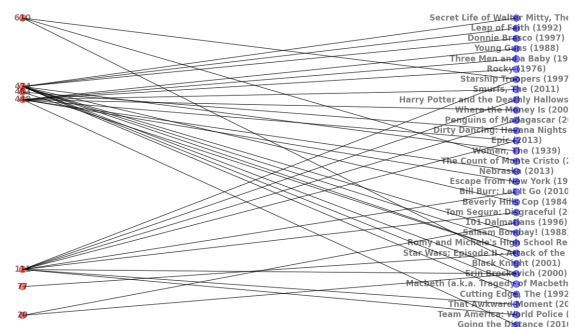 610
Secret Life of Walter Mitty, The
Leap of Faith (1992)
Donnie Brasco (1997)
Young Guns (1988)
Three Men and a Baby (19
Rocky (1976)
Starship Troopers (1997
Smurfs, The (2011)
Harry Potter and the Deathly Hallows
Where the Money Is (200
Penguins of Madagascar (2
Dirty Dancing: Havana Nights
Epic (2013)
Women, The (1939)
The Count of Monte Cristo (2
Nebraska (2013)
Escape from New York (19
Bill Burr: Let It Go (2010
Beverly Hills Cop (1984
Tom Segura: Disgraceful (2
101 Dalmatians (1996)
Salaam Bombay! (1988)
Romy and Michele's High School Re
Star Wars: Episode II - Attack of the
Black Knight (2001)
Erin Brockovich (2000)
77
Macbeth (a.k.a. Tragedy of Macbeth
Cutting Edge, The (1992
That Awkward Moment (2
Team America: World Police (
Going the Distance (201